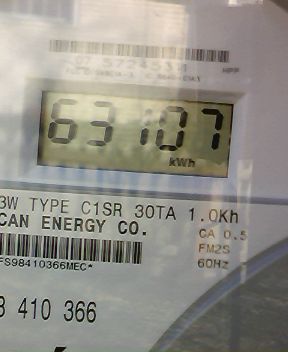 63107
kWh
3W TYPE C1SR 30TA 1.0Kh
CAN ENERGY CO.
CA 0.5
FM2S
FS98410366MEC*
60Hz
8 410 366